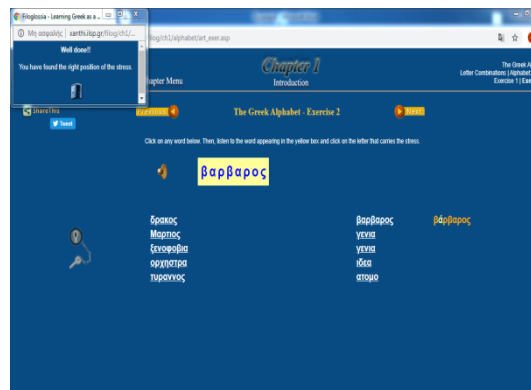 Filoglossia - Learning Greek as a ...
Μη ασφαλής | xanthi.ilsp.gr/filog/ch1/...
Well done!!
You have found the right position of the stress.
filog/ch1/alphabet/art_exer.asp
Chapter 1
Introduction
Chapter Menu
The Greek A
Letter Combinations | Alphabet
Exercise 1 | Exe
ShareThis
Tweet
The Greek Alphabet - Exercise 2
Next
Click on any word below. Then, listen to the word appearing in the yellow box and click on the letter that carries the stress.
βαρβαρος
δρακος βαρβαρος βάρβαρος
Μαρτιος γενια
ξενοφοβια γενια
ορχηστρα ιδεα
τυραννος ατομο